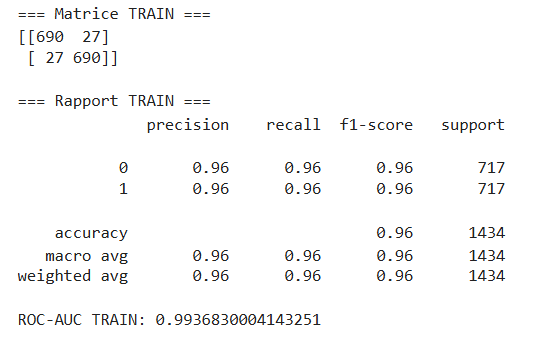 === Matrice TRAIN ===
[[690  27]
 [ 27 690]]
=== Rapport TRAIN ===
              precision    recall  f1-score   support
           0       0.96      0.96      0.96       717
           1       0.96      0.96      0.96       717
    accuracy                           0.96      1434
   macro avg       0.96      0.96      0.96      1434
weighted avg       0.96      0.96      0.96      1434
ROC-AUC TRAIN: 0.9936830004143251